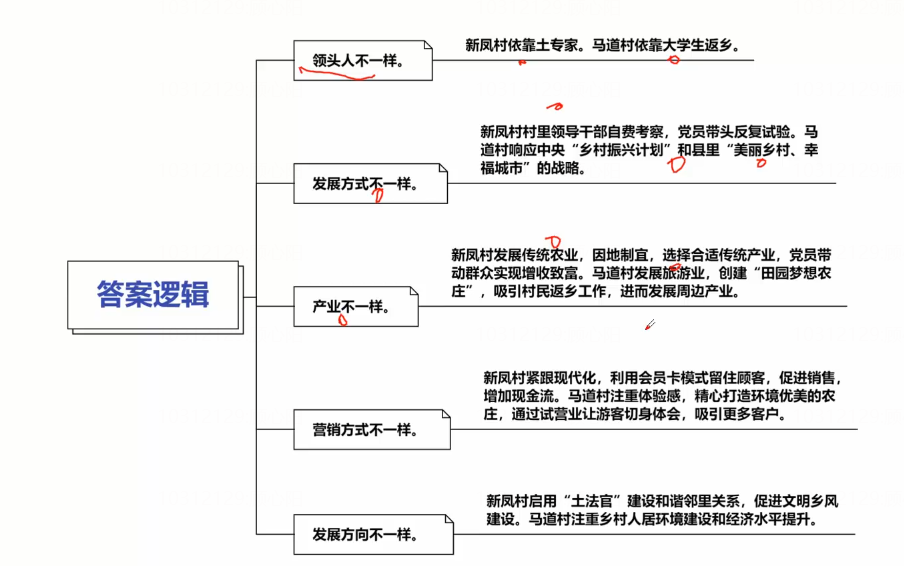 领头人不一样。
新凤村依靠土专家。马道村依靠大学生返乡。
发展方式不一样。
新凤村村里领导干部自费考察，党员带头反复试验。马
道村响应中央“乡村振兴计划”和县里“美丽乡村、幸
福城市”的战略。
答案逻辑
产业不一样。
新凤村发展传统农业，因地制宜，选择合适传统产业，党员带
动群众实现增收致富。马道村发展旅游业，创建“田园梦想农
庄”，吸引村民返乡工作，进而发展周边产业。
营销方式不一样。
新凤村紧跟现代化，利用会员卡模式留住顾客，促进销售，
增加现金流。马道村注重体验感，精心打造环境优美的农
庄，通过试营业让游客切身体会，吸引更多客户。
发展方向不一样。
新凤村启用“土法官”建设和谐邻里关系，促进文明乡风
建设。马道村注重乡村人居环境建设和经济水平提升。